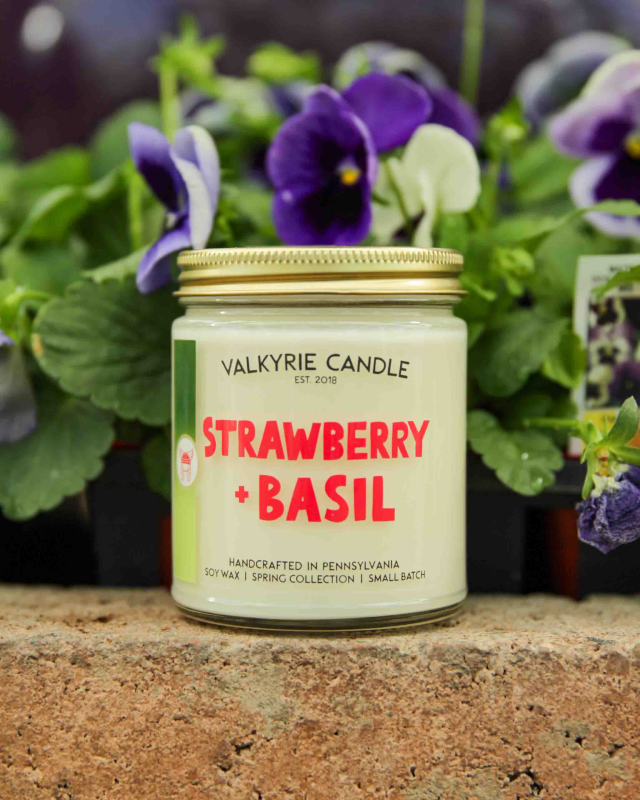 VALKYRIE CANDLE
EST. 2018
STRAWBERRY
+ BASIL
HANDCRAFTED IN PENNSYLVANIA
SOY WAX | SPRING COLLECTION | SMALL BATCH